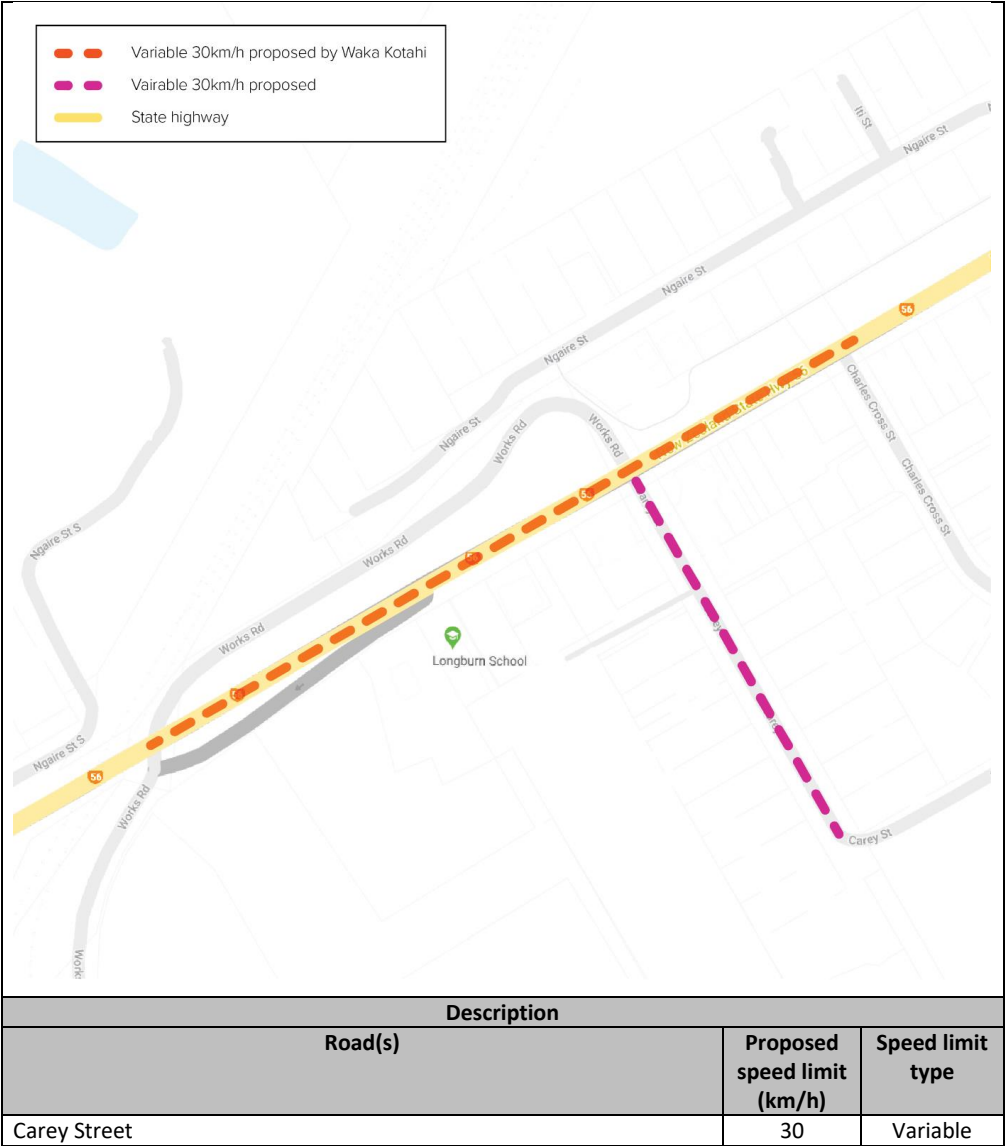 Variable 30km/h proposed by Waka Kotahi
Vairable 30km/h proposed
State highway
Iti St
Ngaire St
Ngaire St
56
Ngaire St
Charles Cross St
Ngaire St
Works Rd
Works Rd
Charles Cross St
Ngaire St S
Works Rd
Works Rd
Longburn School
Ngaire St S
56
Works Rd
Carey St
Description
Road(s)
Proposed
speed limit
(km/h)
Speed limit
type
Carey Street
30
Variable